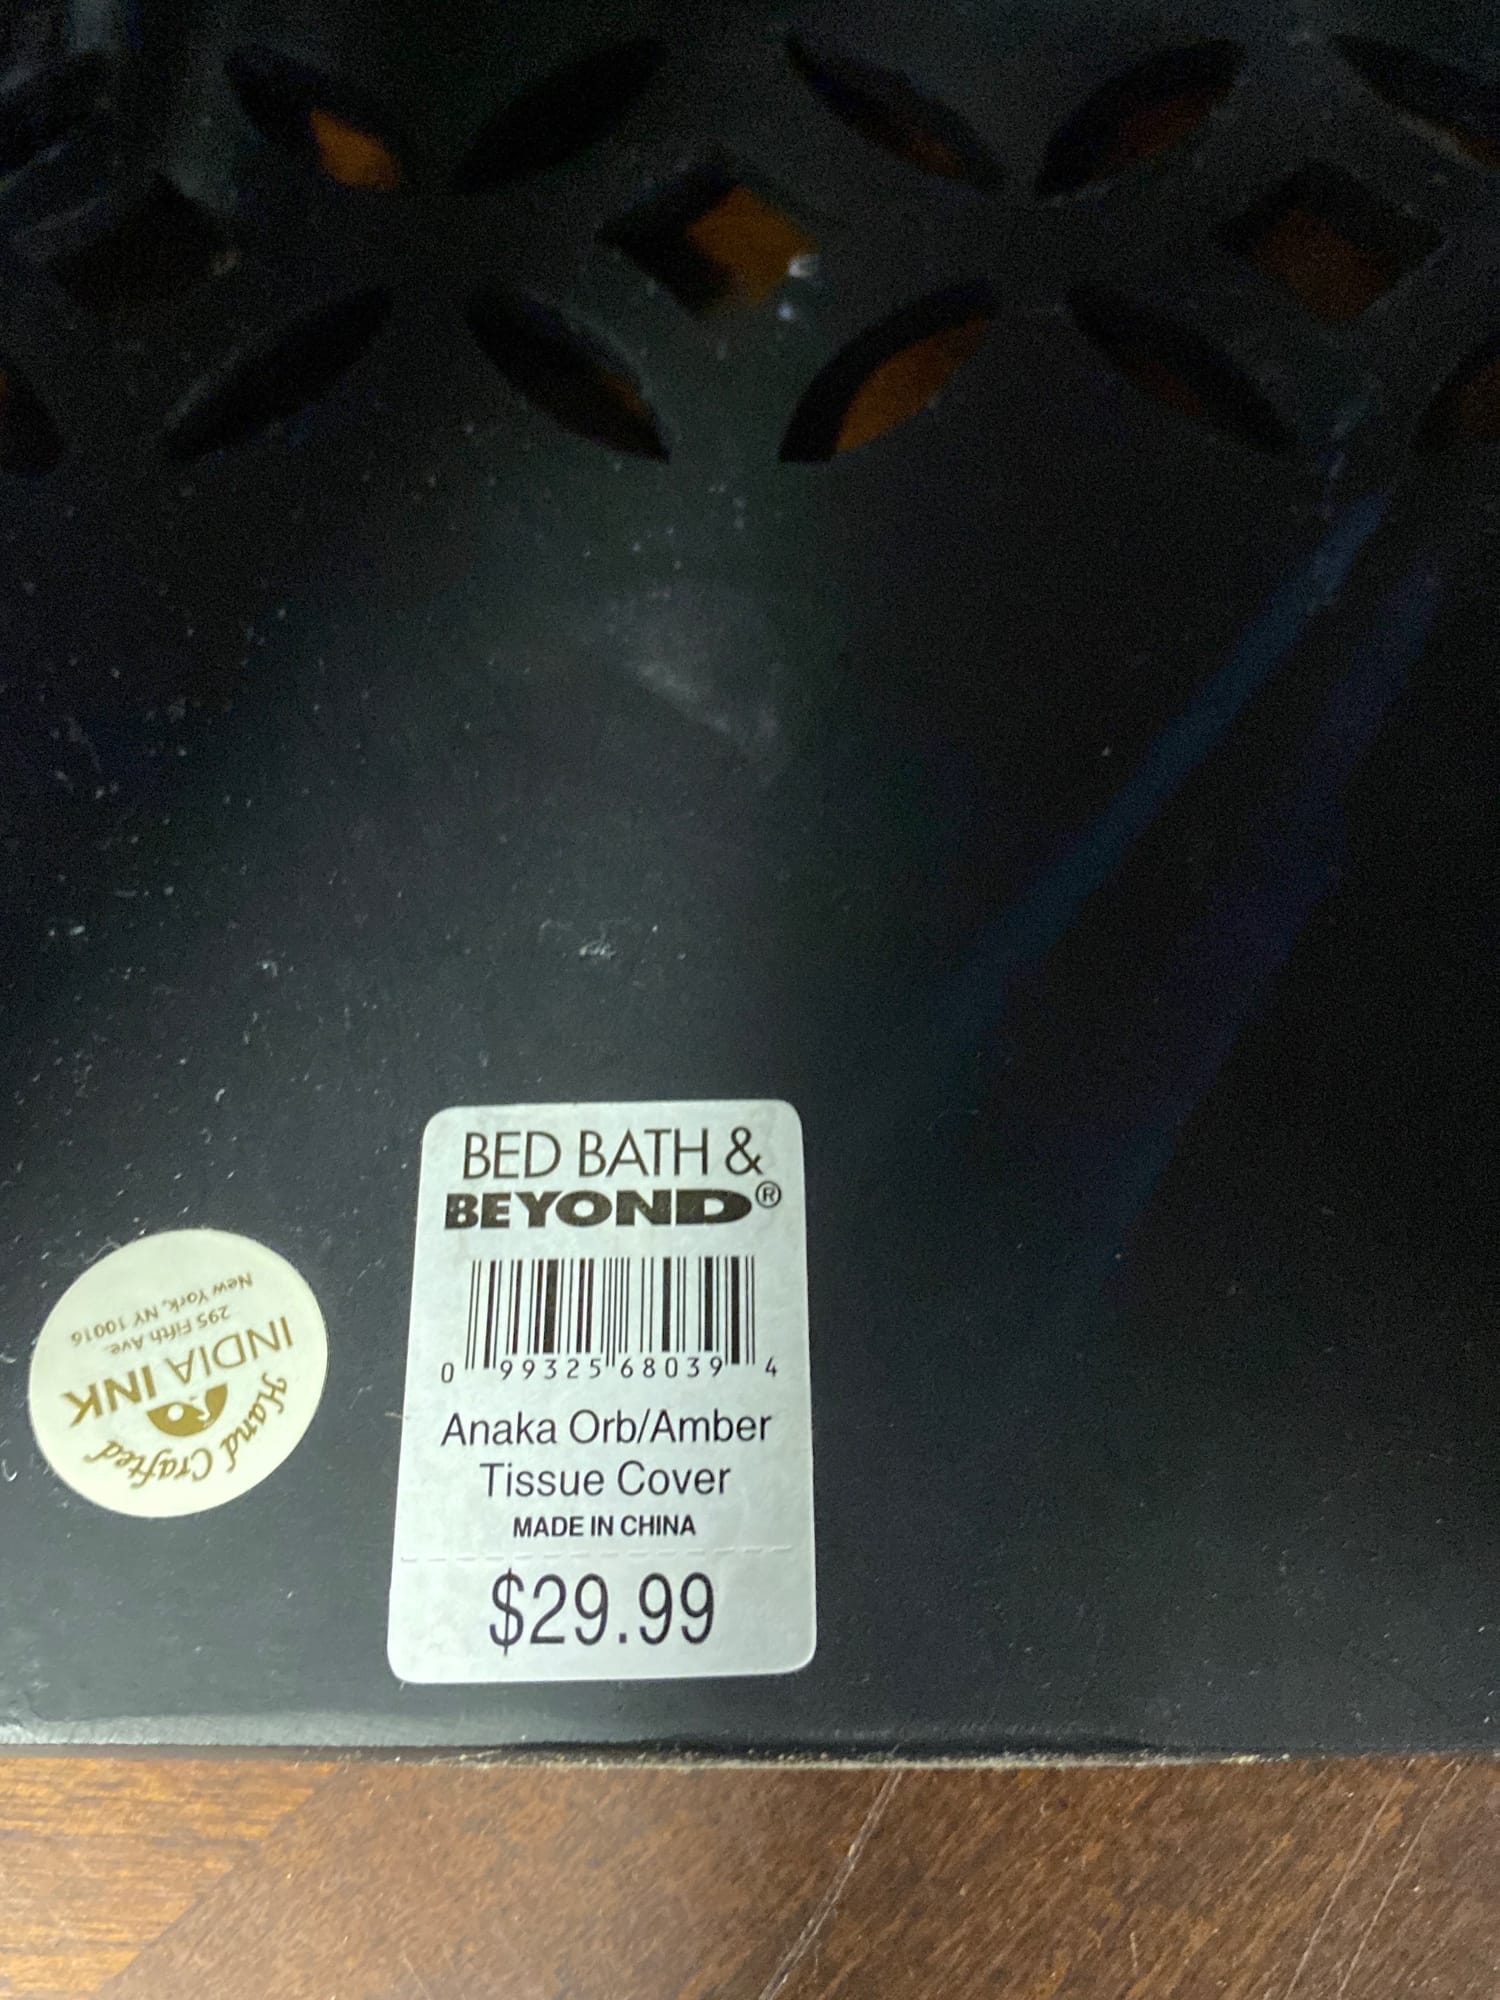 BED BATH &
BEYOND®
0 99325 68039 4
Anaka Orb/Amber
Tissue Cover
MADE IN CHINA
$29.99
Hand Crafted
INDIA INK
295 Fifth Ave.
New York, NY 10016